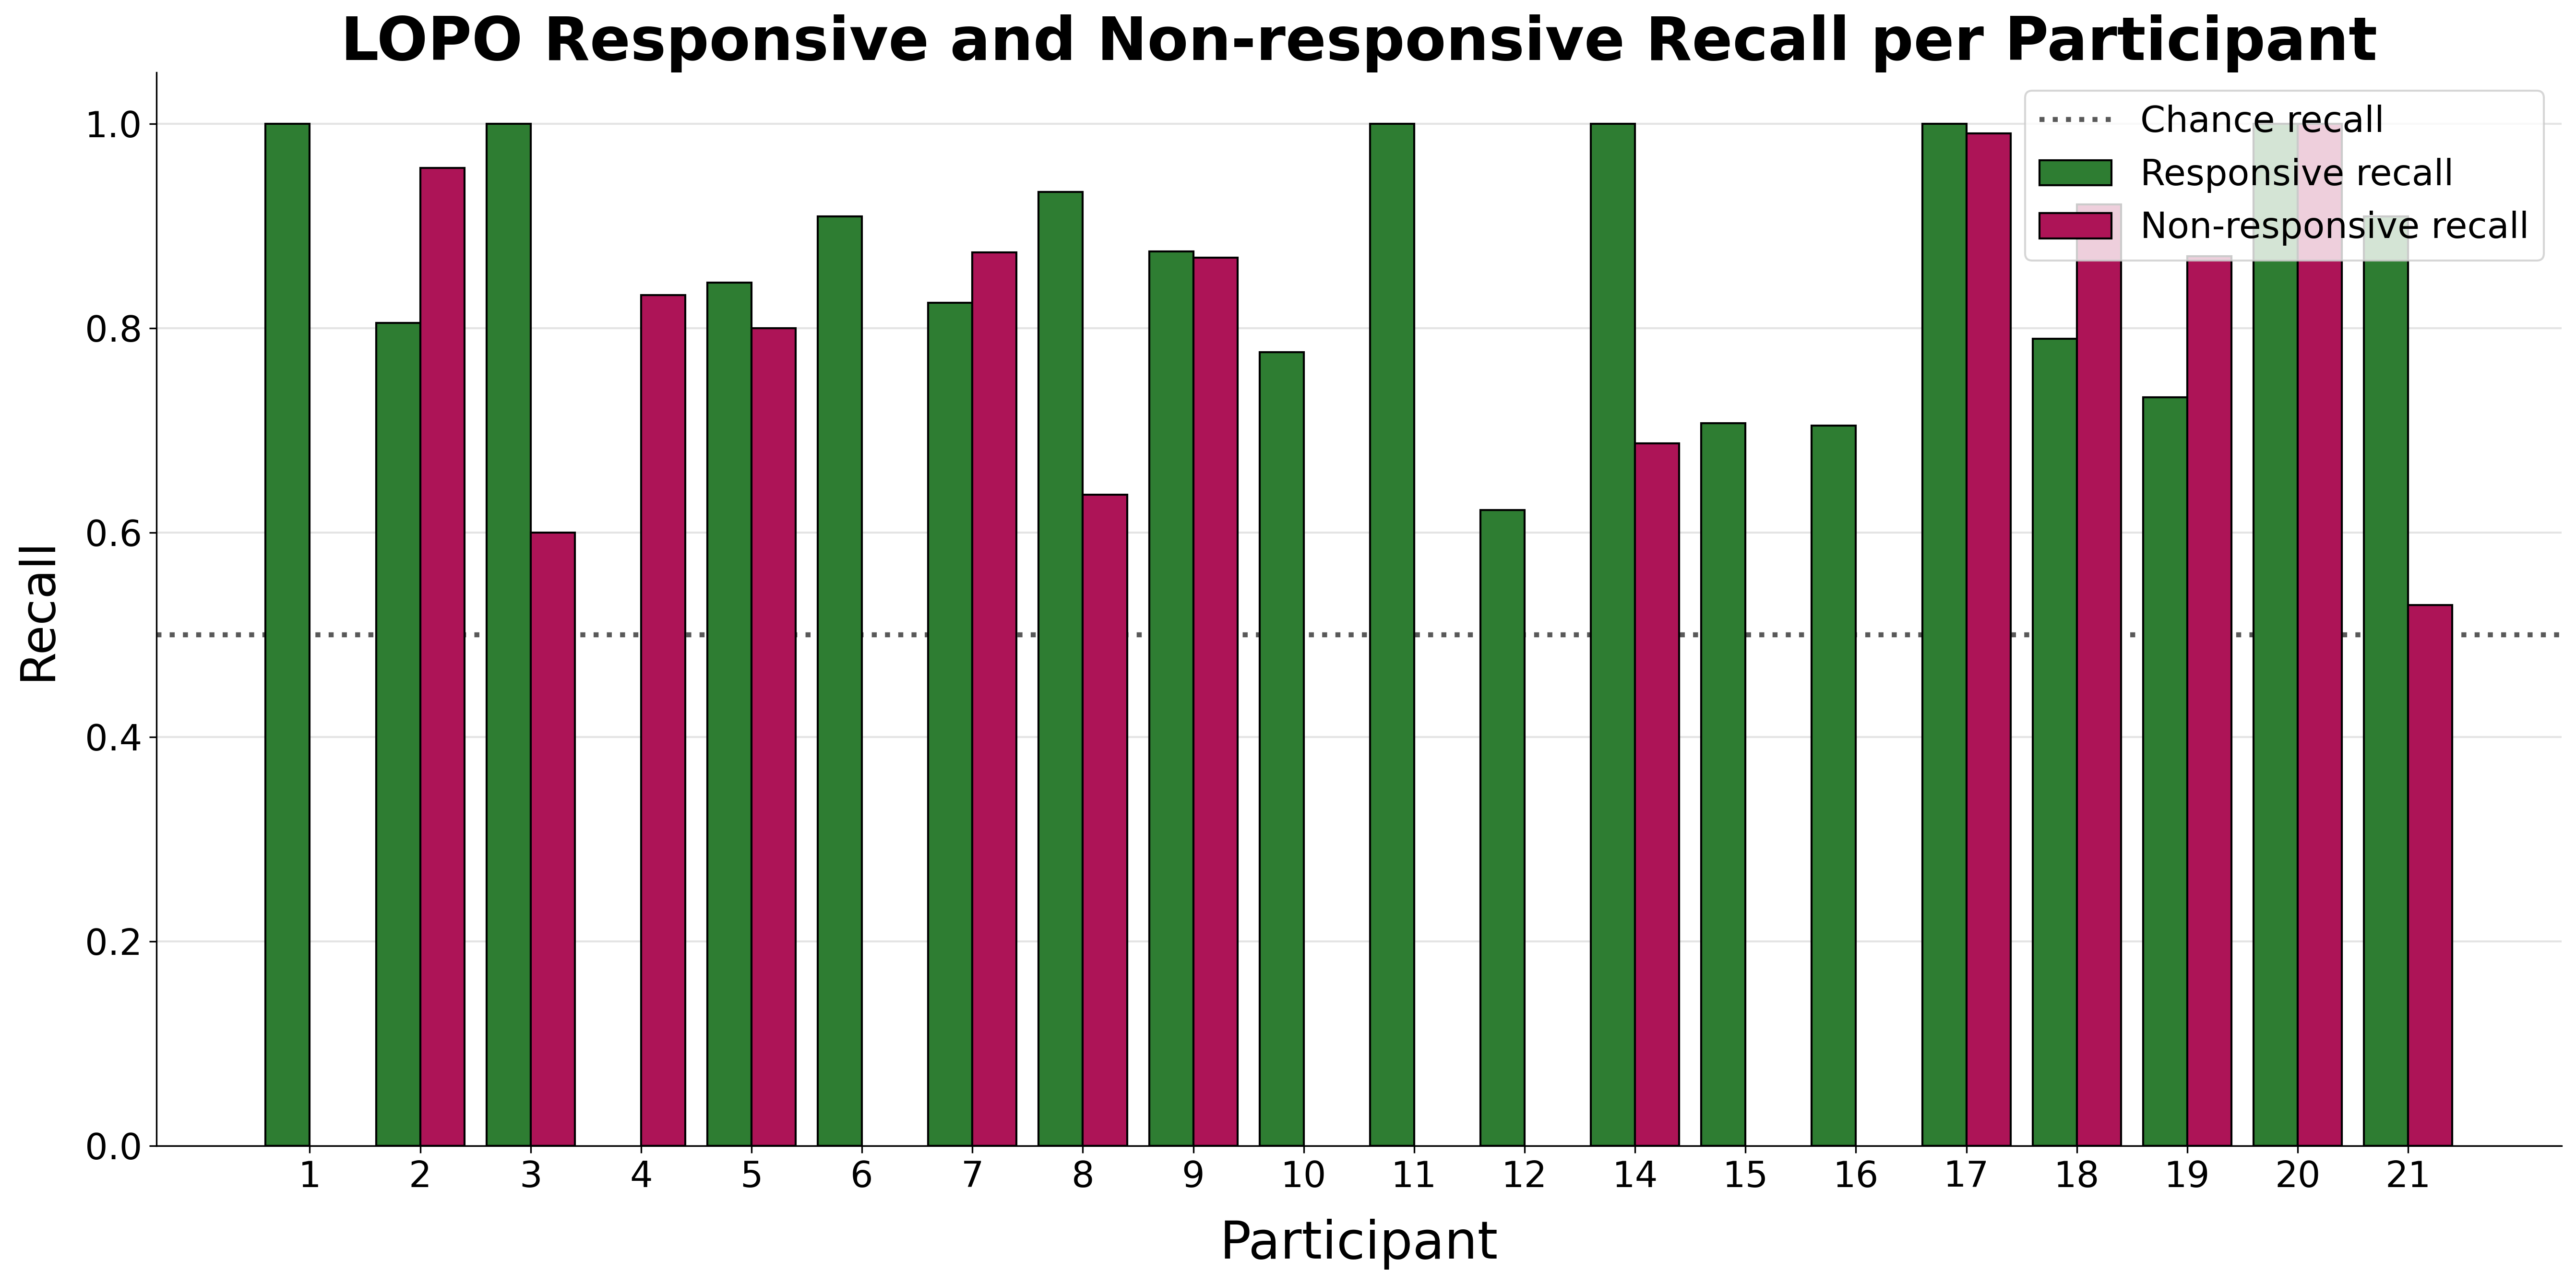 LOPO Responsive and Non-responsive Recall per Participant
Chance recall
Responsive recall
Non-responsive recall
Recall
1.0
0.8
0.6
0.4
0.2
0.0
1 2 3 4 5 6 7 8 9 10 11 12 14 15 16 17 18 19 20 21
Participant